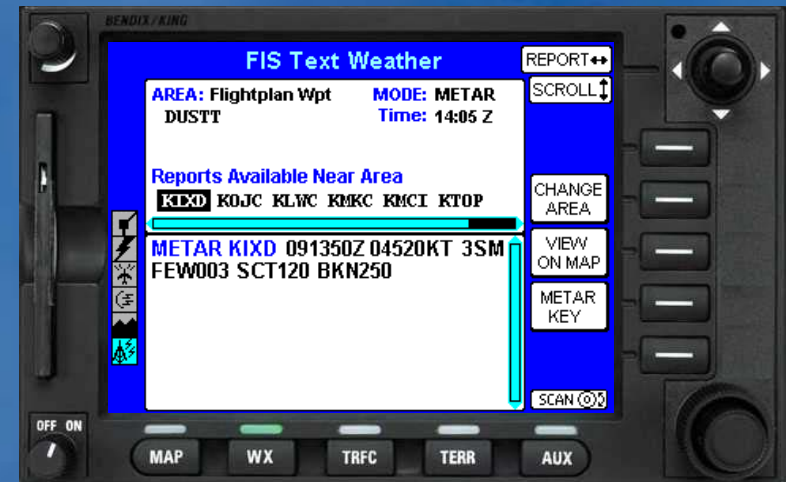 BENDIX/KING
FIS Text Weather
REPORT↔
SCROLL↕
AREA: Flightplan Wpt MODE: METAR
DUSTT Time: 14:05 Z
Reports Available Near Area
KIXD KOJC KLWC KMKC KMCI KTOP
CHANGE
AREA
METAR KIXD 091350Z 04520KT 3SM
FEW003 SCT120 BKN250
VIEW
ON MAP
METAR
KEY
SCAN
OFF ON
MAP WX TRFC TERR AUX